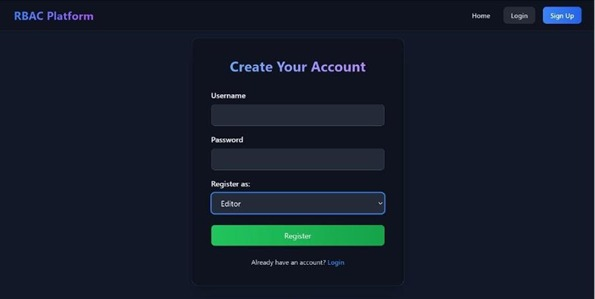 RBAC Platform
Home Login Sign Up
Create Your Account
Username
Password
Register as:
Editor
Register
Already have an account? Login